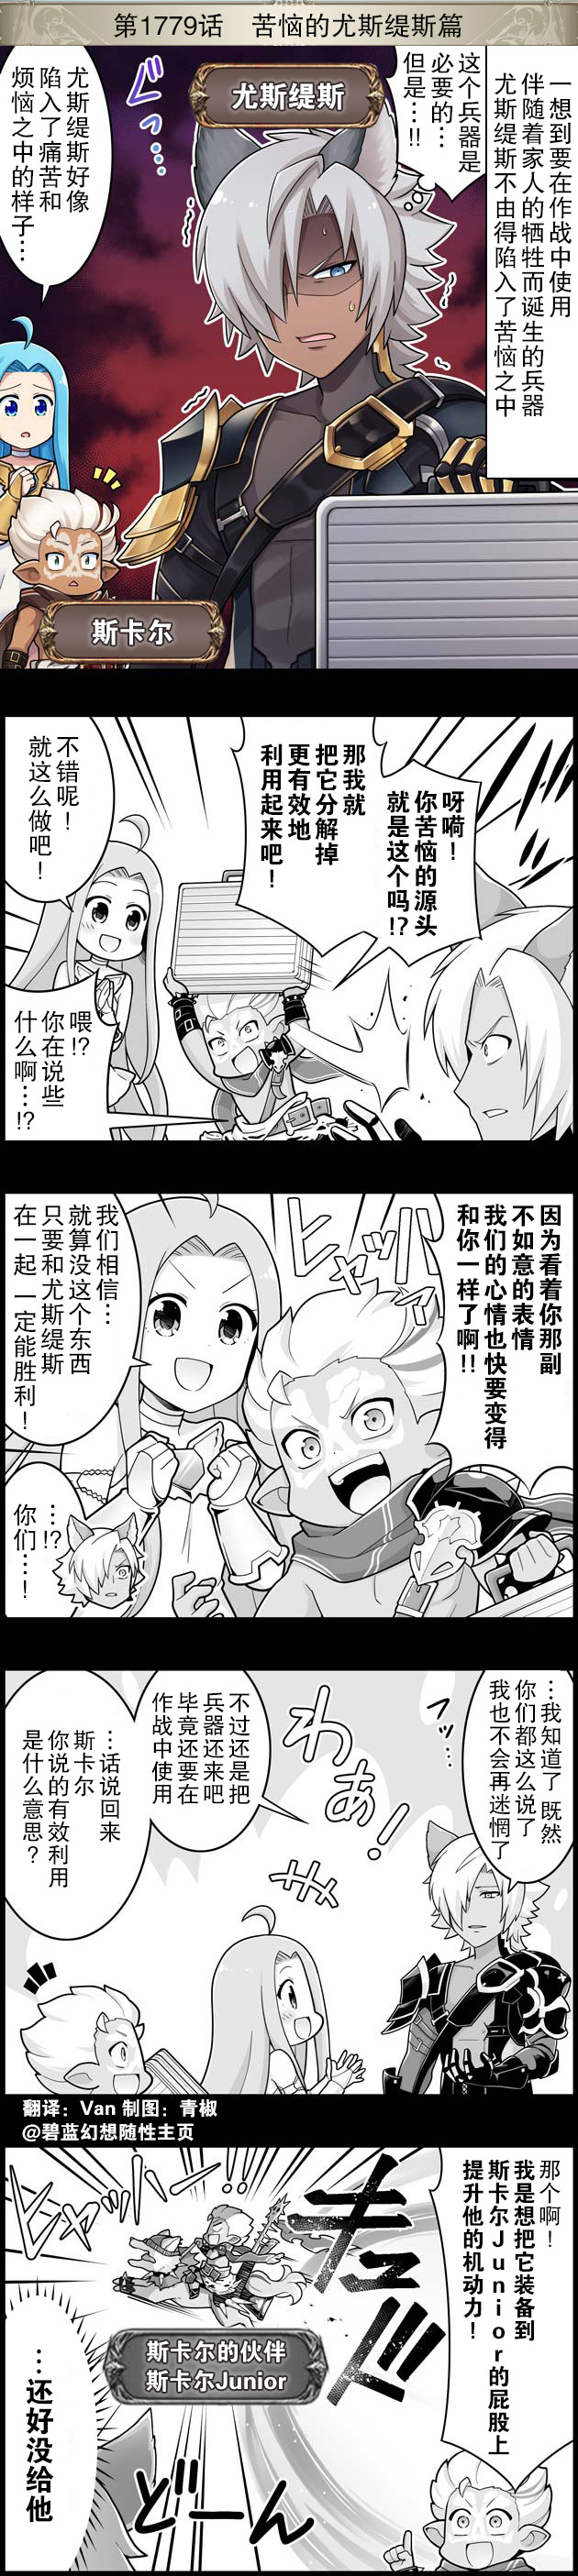 第1779话　苦恼的尤斯缇斯篇
一想到要在作战中使用
伴随着家人的牺牲而诞生的兵器
尤斯缇斯不由得陷入了苦恼之中
这个兵器是
必要的…
但是…!!
尤斯缇斯
尤斯缇斯好像
陷入了痛苦和
烦恼之中的样子…
斯卡尔
呀嗬！
你苦恼的源头
就是这个吗!?
那我就
把它分解掉
更有效地
利用起来吧！
不错呢！
就这么做吧！
喂!?
你在说些
什么啊…!?
因为看着你那副
不如意的表情
我们的心情也快要变得
和你一样了啊!!
ヒャッハー
我们相信…
就算没这个东西
只要和尤斯缇斯
在一起 一定能胜利！
…!?
你们…！
…我知道了 既然
你们都这么说了
我也不会再迷惘了
フッ…
わぁ！
不过还是把
兵器还来吧
毕竟还要在
作战中使用
…话说回来
斯卡尔
你说的有效利用
是什么意思？
翻译：Van 制图：青椒
@碧蓝幻想随性主页
那个啊！
我是想把它装备到
斯卡尔Junior的屁股上
提升他的机动力！
ヒャッハー!!!
斯卡尔的伙伴
斯卡尔Junior
どーん
…还好没给他